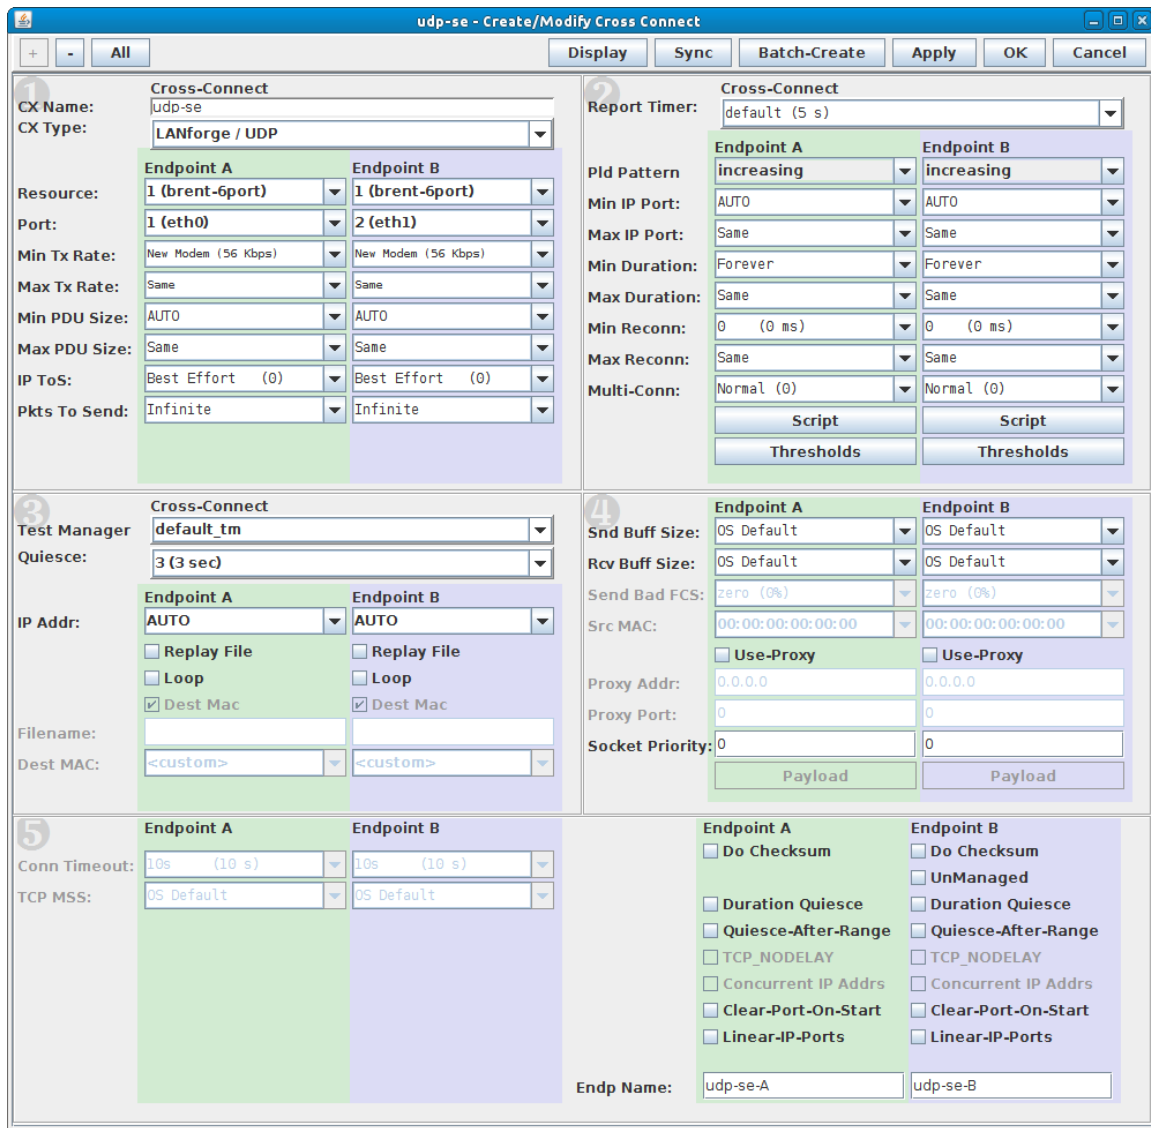 udp-se - Create/Modify Cross Connect
+ - All Display Sync Batch-Create Apply OK Cancel
1
Cross-Connect
CX Name: udp-se
CX Type: LANforge / UDP
Endpoint A Endpoint B
Resource: 1 (brent-6port) 1 (brent-6port)
Port: 1 (eth0) 2 (eth1)
Min Tx Rate: New Modem (56 Kbps) New Modem (56 Kbps)
Max Tx Rate: Same Same
Min PDU Size: AUTO AUTO
Max PDU Size: Same Same
IP ToS: Best Effort (0) Best Effort (0)
Pkts To Send: Infinite Infinite
2
Cross-Connect
Report Timer: default (5 s)
Endpoint A Endpoint B
Pld Pattern increasing increasing
Min IP Port: AUTO AUTO
Max IP Port: Same Same
Min Duration: Forever Forever
Max Duration: Same Same
Min Reconn: 0 (0 ms) 0 (0 ms)
Max Reconn: Same Same
Multi-Conn: Normal (0) Normal (0)
Script Script
Thresholds Thresholds
3
Cross-Connect
Test Manager default_tm
Quiesce: 3 (3 sec)
Endpoint A Endpoint B
IP Addr: AUTO AUTO
Replay File Replay File
Loop Loop
Dest Mac Dest Mac
Filename:
Dest MAC: <custom> <custom>
4
Endpoint A Endpoint B
Snd Buff Size: OS Default OS Default
Rcv Buff Size: OS Default OS Default
Send Bad FCS: zero (0%) zero (0%)
Src MAC: 00:00:00:00:00:00 00:00:00:00:00:00
Use-Proxy Use-Proxy
Proxy Addr: 0.0.0.0 0.0.0.0
Proxy Port: 0 0
Socket Priority: 0 0
Payload Payload
5
Endpoint A Endpoint B
Conn Timeout: 10s (10 s) 10s (10 s)
TCP MSS: OS Default OS Default
Endpoint A Endpoint B
Do Checksum Do Checksum
UnManaged
Duration Quiesce Duration Quiesce
Quiesce-After-Range Quiesce-After-Range
TCP_NODELAY TCP_NODELAY
Concurrent IP Addrs Concurrent IP Addrs
Clear-Port-On-Start Clear-Port-On-Start
Linear-IP-Ports Linear-IP-Ports
Endp Name: udp-se-A udp-se-B